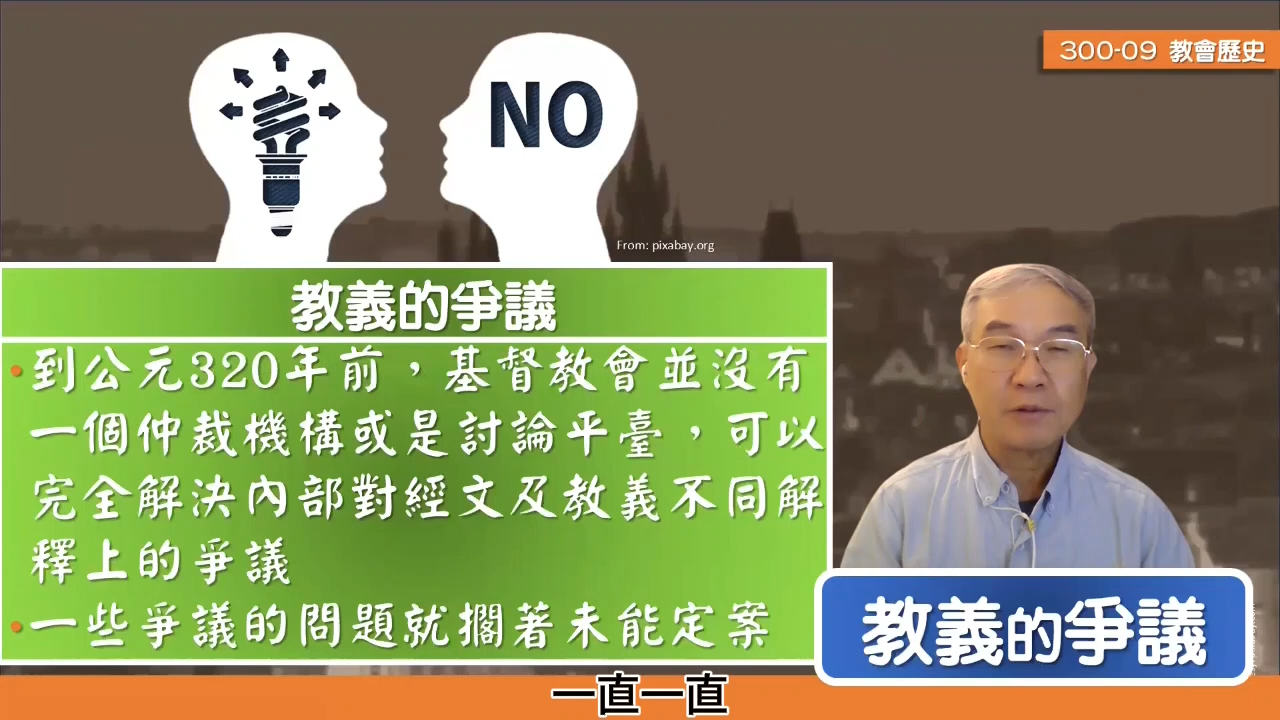 300-09 教會歷史
NO
From: pixabay.org
教義的爭議
•到公元320年前，基督教會並沒有
一個仲裁機構或是討論平臺，可以
完全解決內部對經文及教義不同解
釋上的爭議
•一些爭議的問題就擱著未能定案
教義的爭議
一直一直